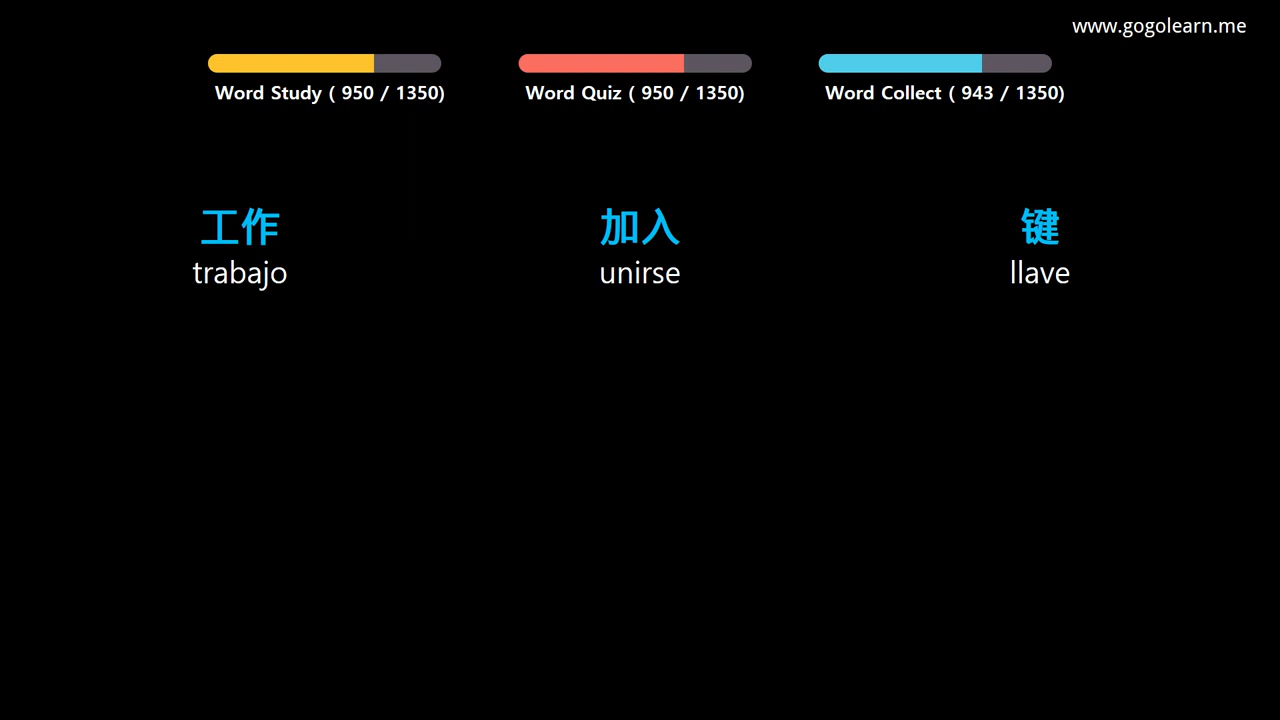 www.gogolearn.me
Word Study ( 950 / 1350)
Word Quiz ( 950 / 1350)
Word Collect ( 943 / 1350)
工作
trabajo
加入
unirse
键
llave